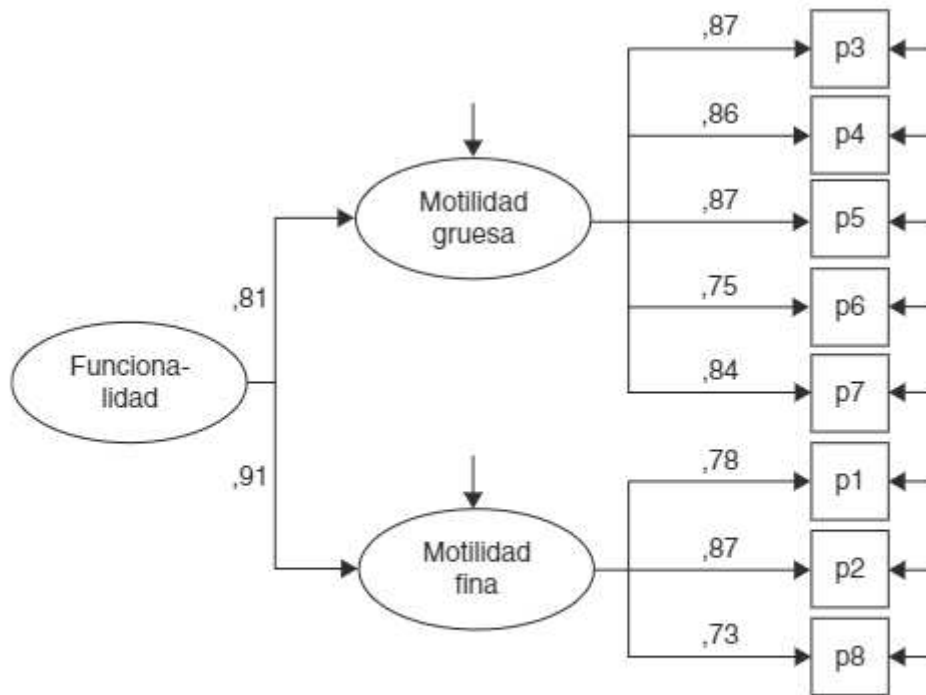 ,87
p3
,86
p4
Motilidad
gruesa
,87
p5
,81
,75
p6
Funciona-
lidad
,84
p7
,91
,78
p1
Motilidad
fina
,87
p2
,73
p8